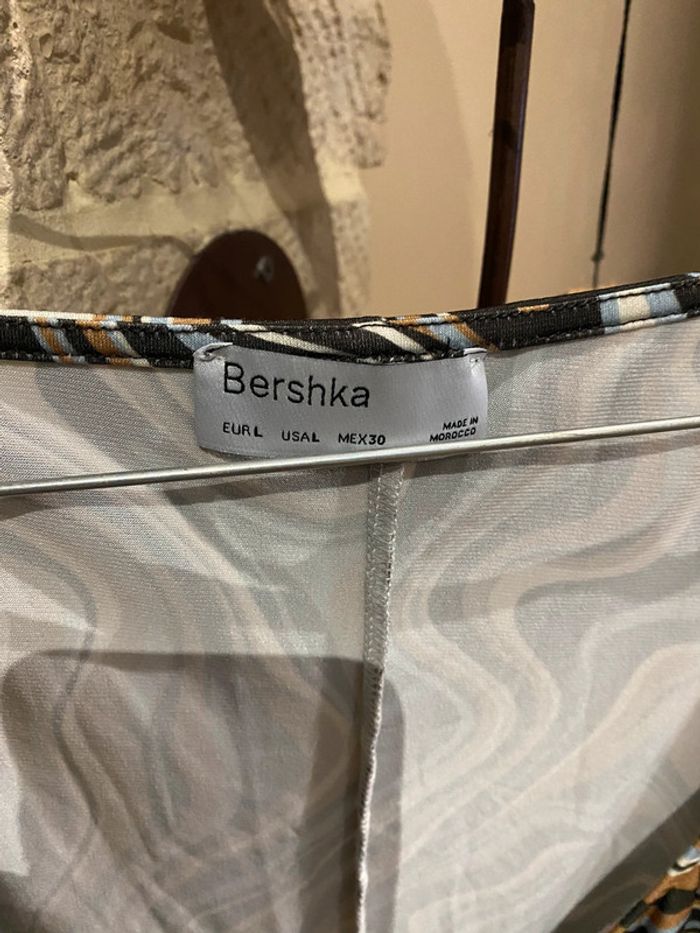 Bershka
EUR L USA L MEX 30
MADE IN
MOROCCO